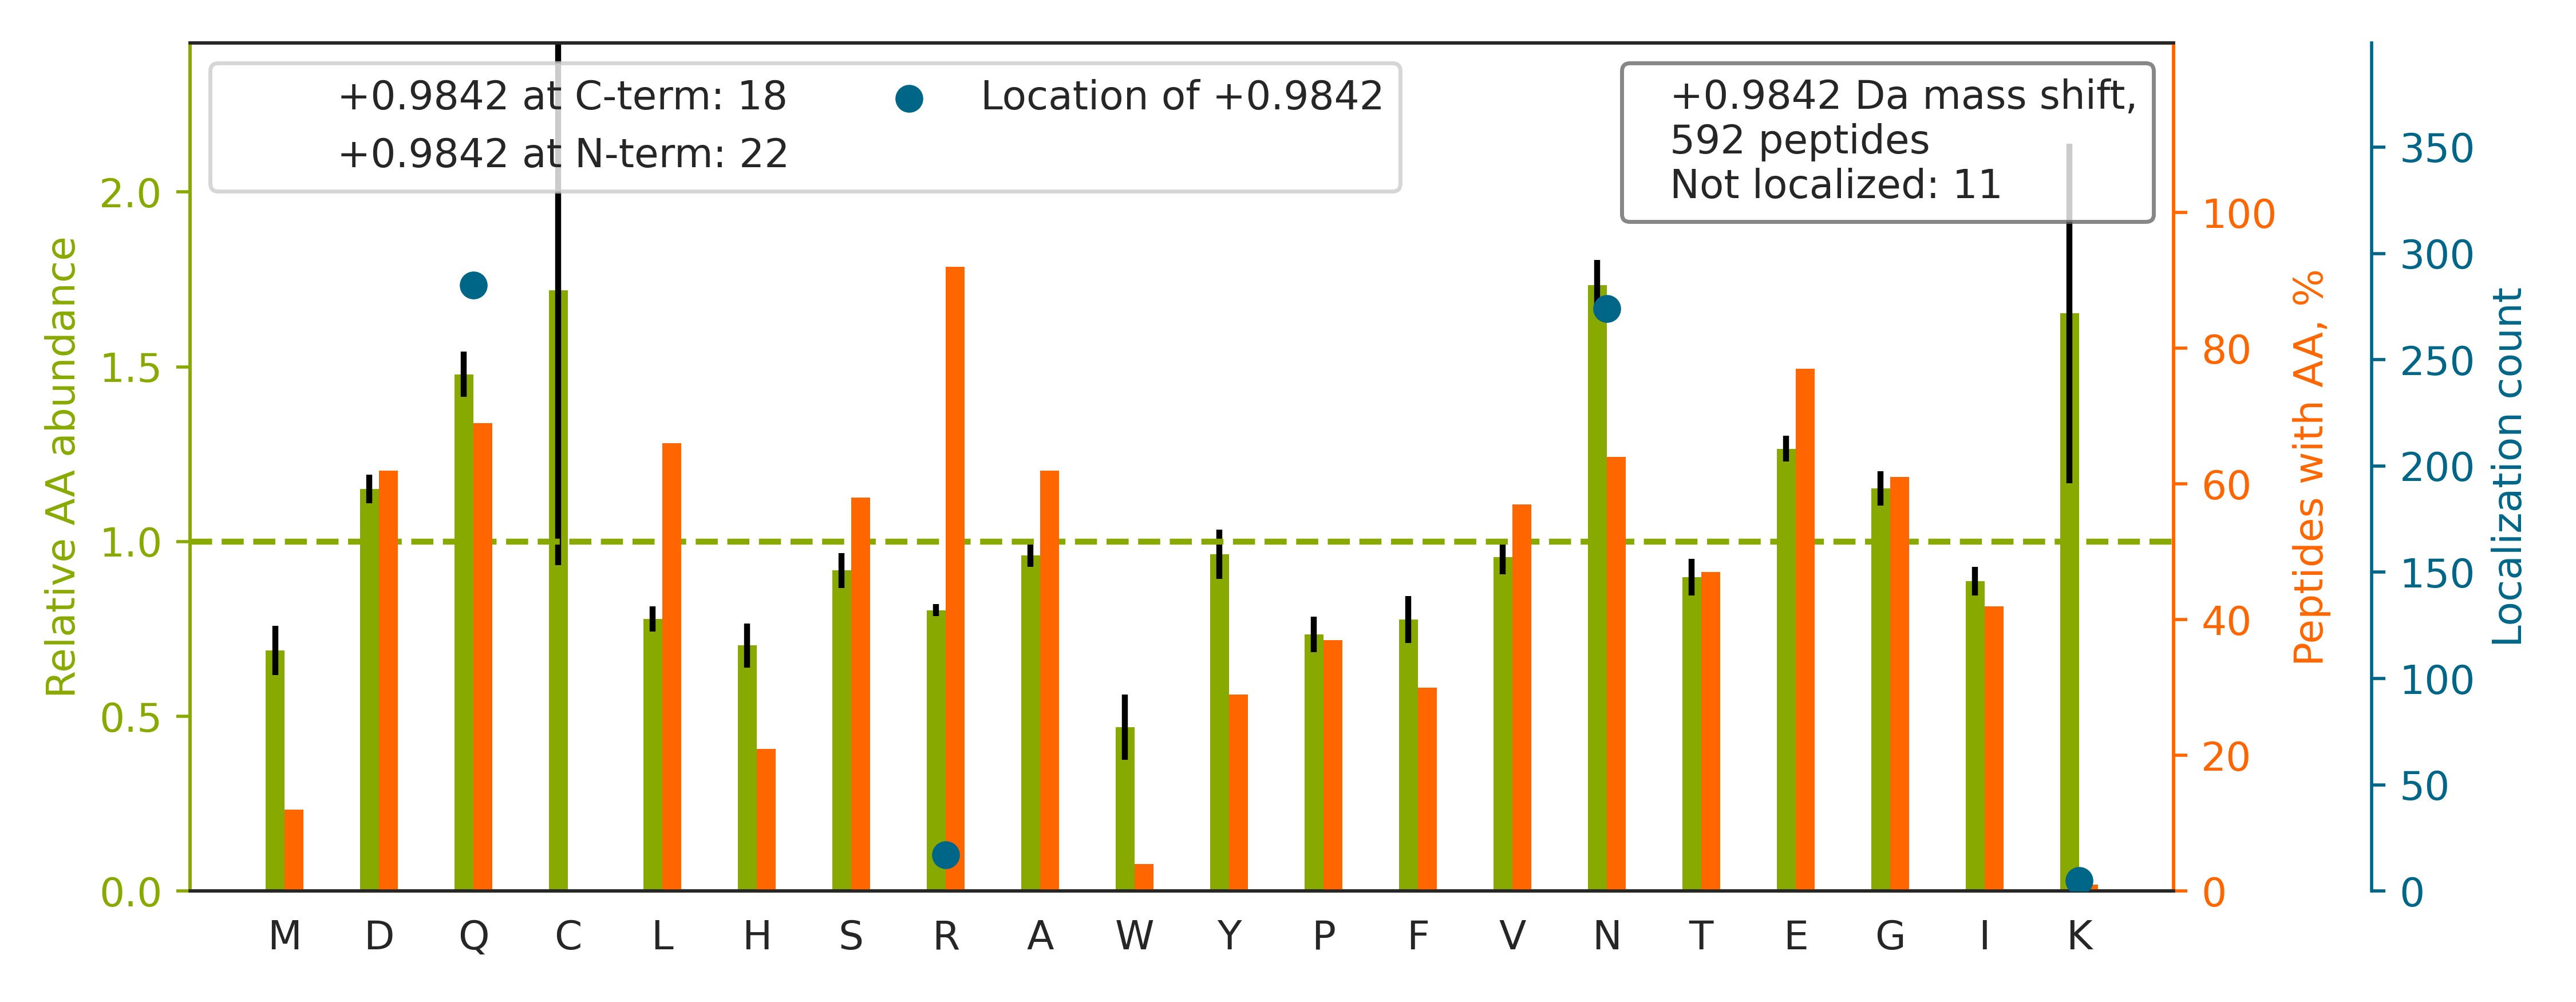 +0.9842 at C-term: 18
+0.9842 at N-term: 22
Location of +0.9842
+0.9842 Da mass shift,
592 peptides
Not localized: 11
Relative AA abundance
2.0
1.5
1.0
0.5
0.0
100
80
60
40
20
0
Peptides with AA, %
350
300
250
200
150
100
50
0
Localization count
M D Q C L H S R A W Y P F V N T E G I K